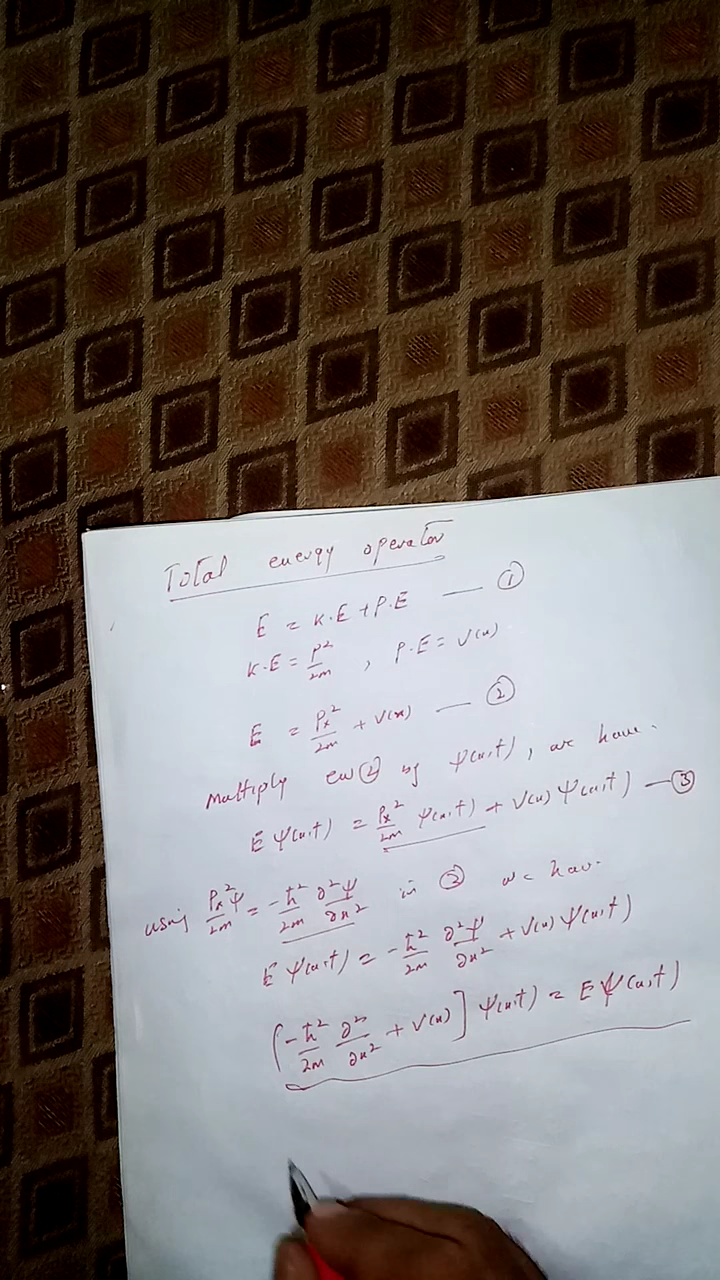 Total energy operator
E = K.E + P.E — ①
K.E = P²/2m , P.E = V(x)
E = Pₓ²/2m + V(x) — ②
Multiply eq② by ψ(x,t), we have.
E ψ(x,t) = Pₓ²/2m ψ(x,t) + V(x) ψ(x,t) — ③
using Pₓ²ψ/2m = -ħ²/2m ∂²ψ/∂x² in ② we have.
E ψ(x,t) = -ħ²/2m ∂²ψ/∂x² + V(x) ψ(x,t)
(-ħ²/2m ∂²/∂x² + V(x)] ψ(x,t) = E ψ(x,t)